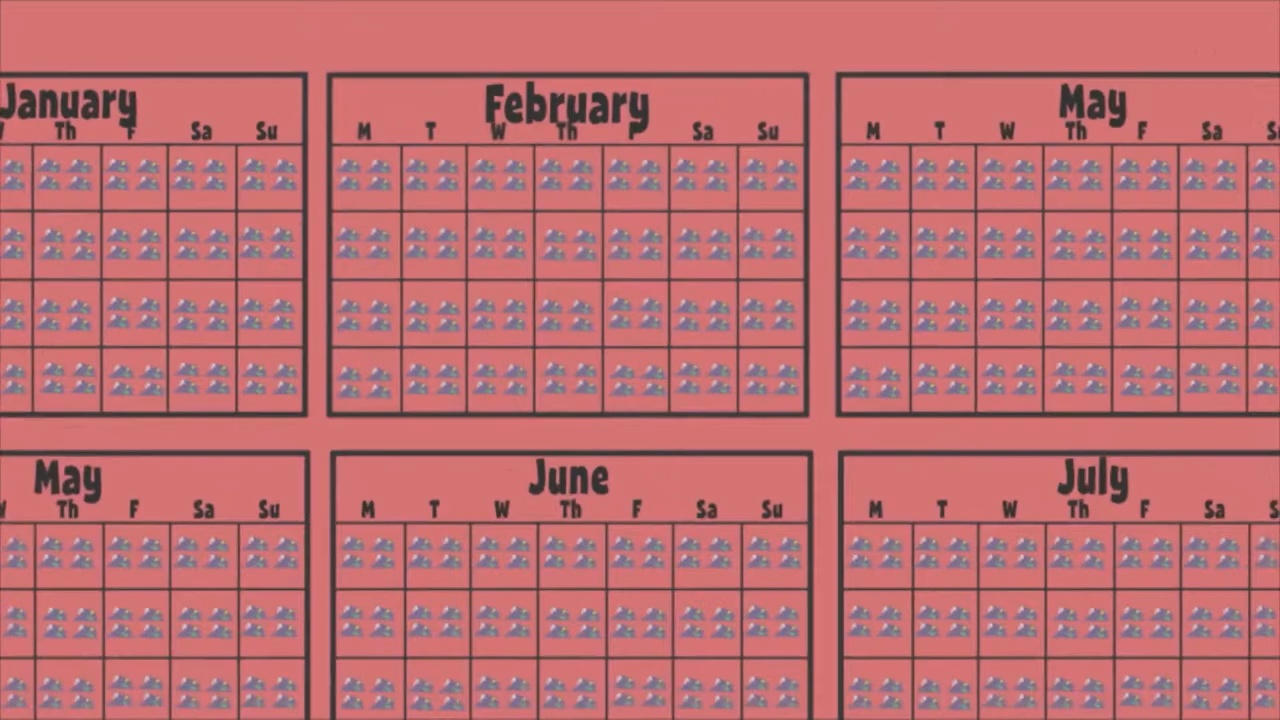 January
Th F Sa Su
February
M T W Th F Sa Su
May
M T W Th F Sa
May
Th F Sa Su
June
M T W Th F Sa Su
July
M T W Th F Sa